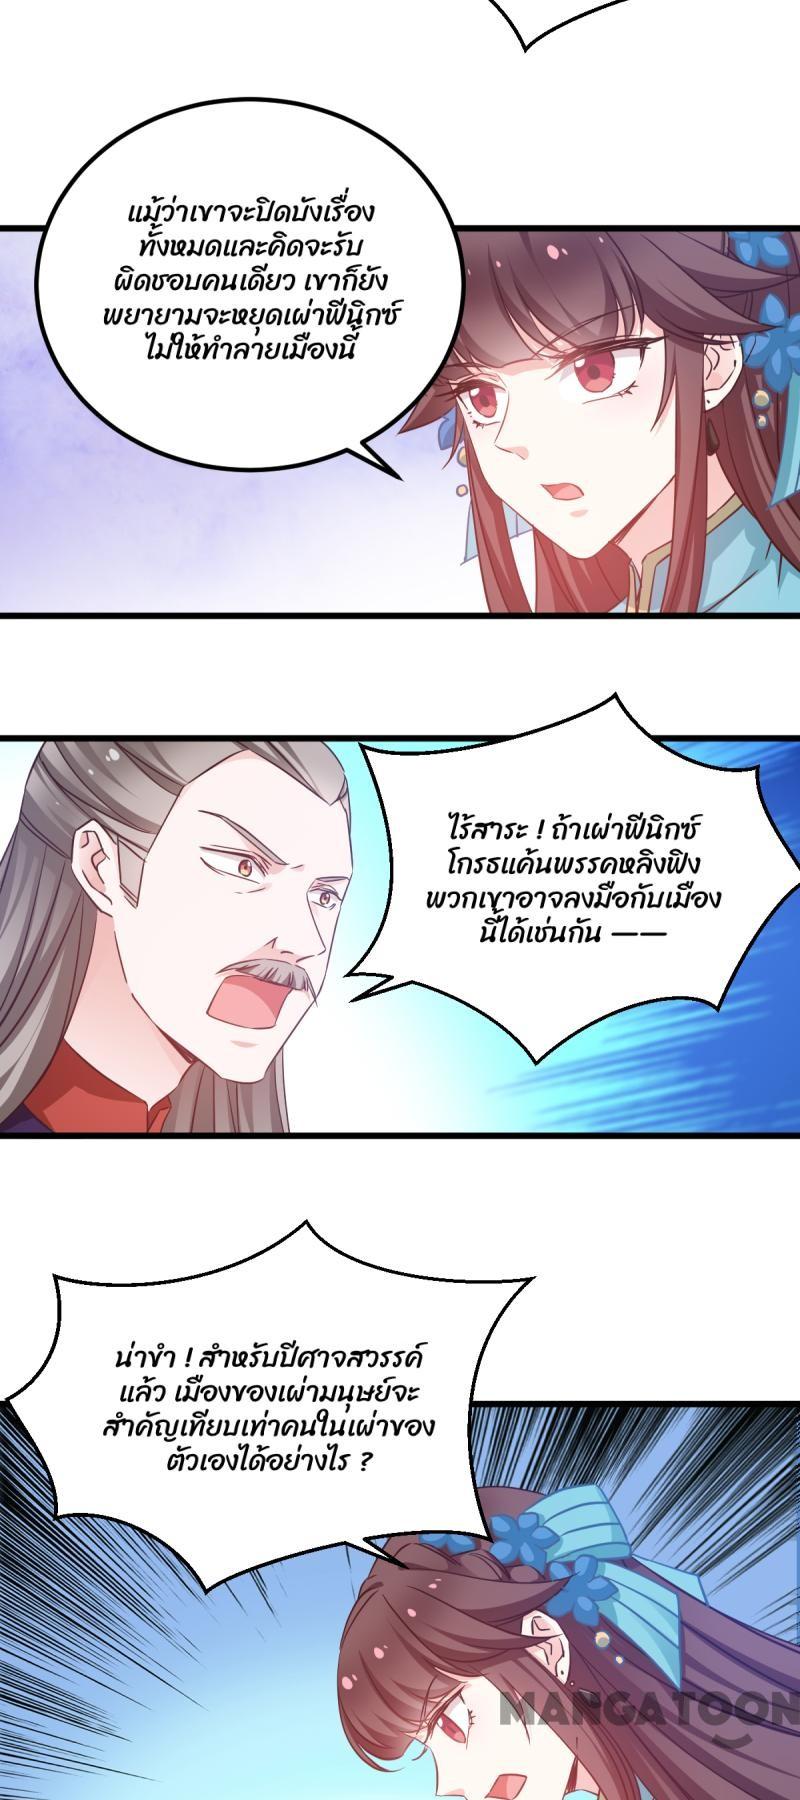 แม้ว่าเขาจะปิดบังเรื่อง
ทั้งหมดและคิดจะรับ
ผิดชอบคนเดียว เขาก็ยัง
พยายามจะหยุดเผ่าฟีนิกซ์
ไม่ให้ทำลายเมืองนี้
ไร้สาระ ! ถ้าเผ่าฟีนิกซ์
โกรธแค้นพรรคหลิงฟิง
พวกเขาอาจลงมือกับเมือง
นี้ได้เช่นกัน ——
น่าขำ ! สำหรับปีศาจสวรรค์
แล้ว เมืองของเผ่ามนุษย์จะ
สำคัญเทียบเท่าคนในเผ่าของ
ตัวเองได้อย่างไร ?
MANGATOON